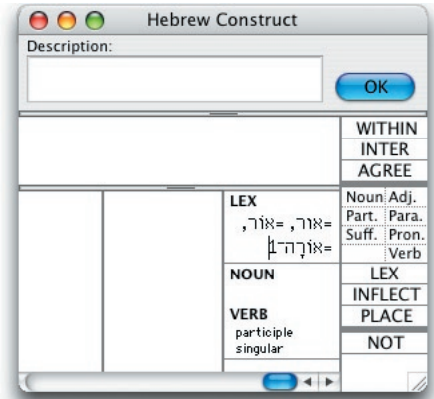 Hebrew Construct
Description:
OK
WITHIN
INTER
AGREE
Noun Adj.
Part. Para.
Suff. Pron.
Verb
LEX
INFLECT
PLACE
NOT
LEX
=אור, =אוֹר,
=אוֹרָה־1
NOUN
VERB
participle
singular